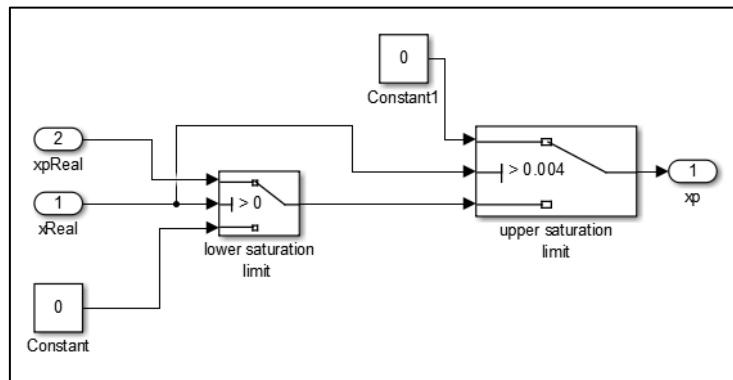 0
Constant1
2
xpReal
1
xReal
> 0
lower saturation
limit
> 0.004
upper saturation
limit
1
xp
0
Constant